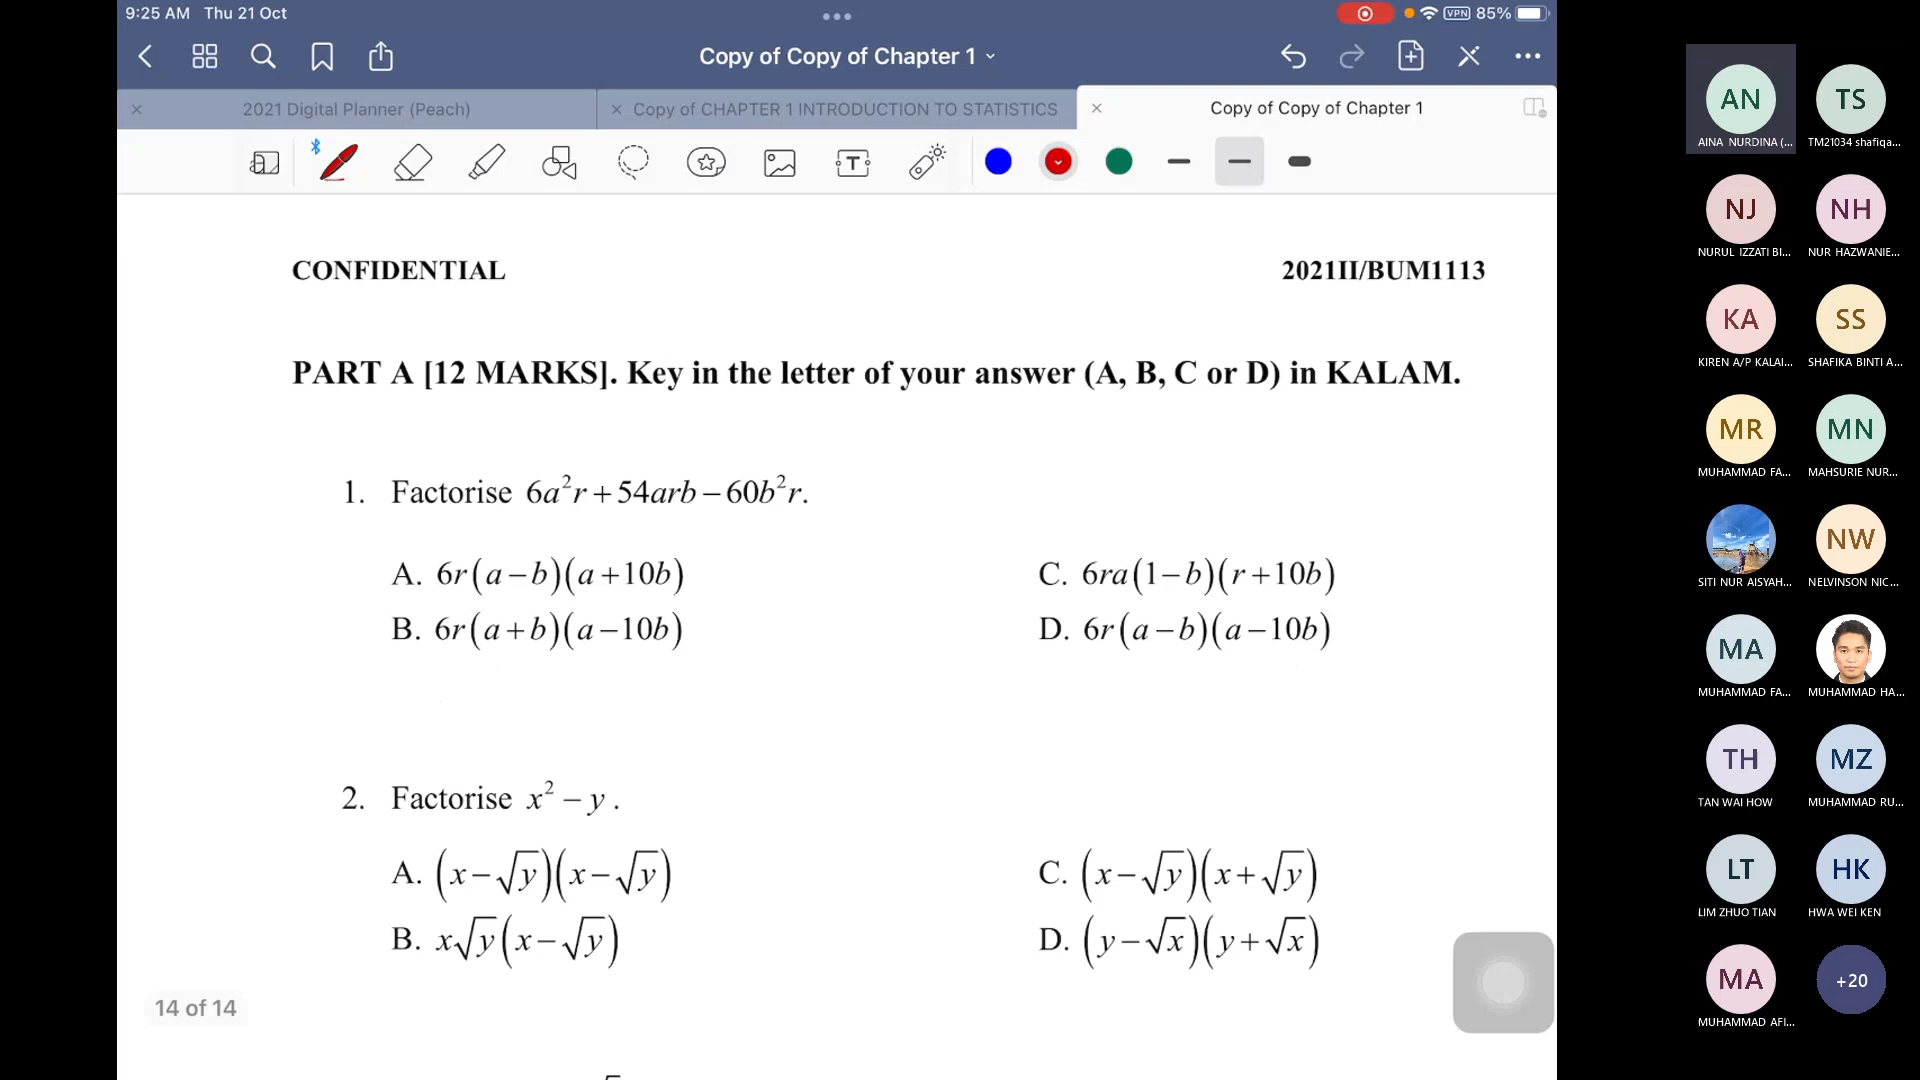 9:25 AM Thu 21 Oct
VPN 85%
Copy of Copy of Chapter 1
2021 Digital Planner (Peach)
Copy of CHAPTER 1 INTRODUCTION TO STATISTICS
Copy of Copy of Chapter 1
CONFIDENTIAL 2021II/BUM1113
PART A [12 MARKS]. Key in the letter of your answer (A, B, C or D) in KALAM.
1. Factorise 6a²r + 54arb − 60b²r.
A. 6r(a−b)(a+10b) C. 6ra(1−b)(r+10b)
B. 6r(a+b)(a−10b) D. 6r(a−b)(a−10b)
2. Factorise x² − y.
A. (x−√y)(x−√y) C. (x−√y)(x+√y)
B. x√y(x−√y) D. (y−√x)(y+√x)
14 of 14
AN TS
AINA NURDINA (... TM21034 shafiqa...
NJ NH
NURUL IZZATI BI... NUR HAZWANIE...
KA SS
KIREN A/P KALAI... SHAFIKA BINTI A...
MR MN
MUHAMMAD FA... MAHSURIE NUR...
NW
SITI NUR AISYAH... NELVINSON NIC...
MA
MUHAMMAD FA... MUHAMMAD HA...
TH MZ
TAN WAI HOW MUHAMMAD RU...
LT HK
LIM ZHUO TIAN HWA WEI KEN
MA +20
MUHAMMAD AFI...